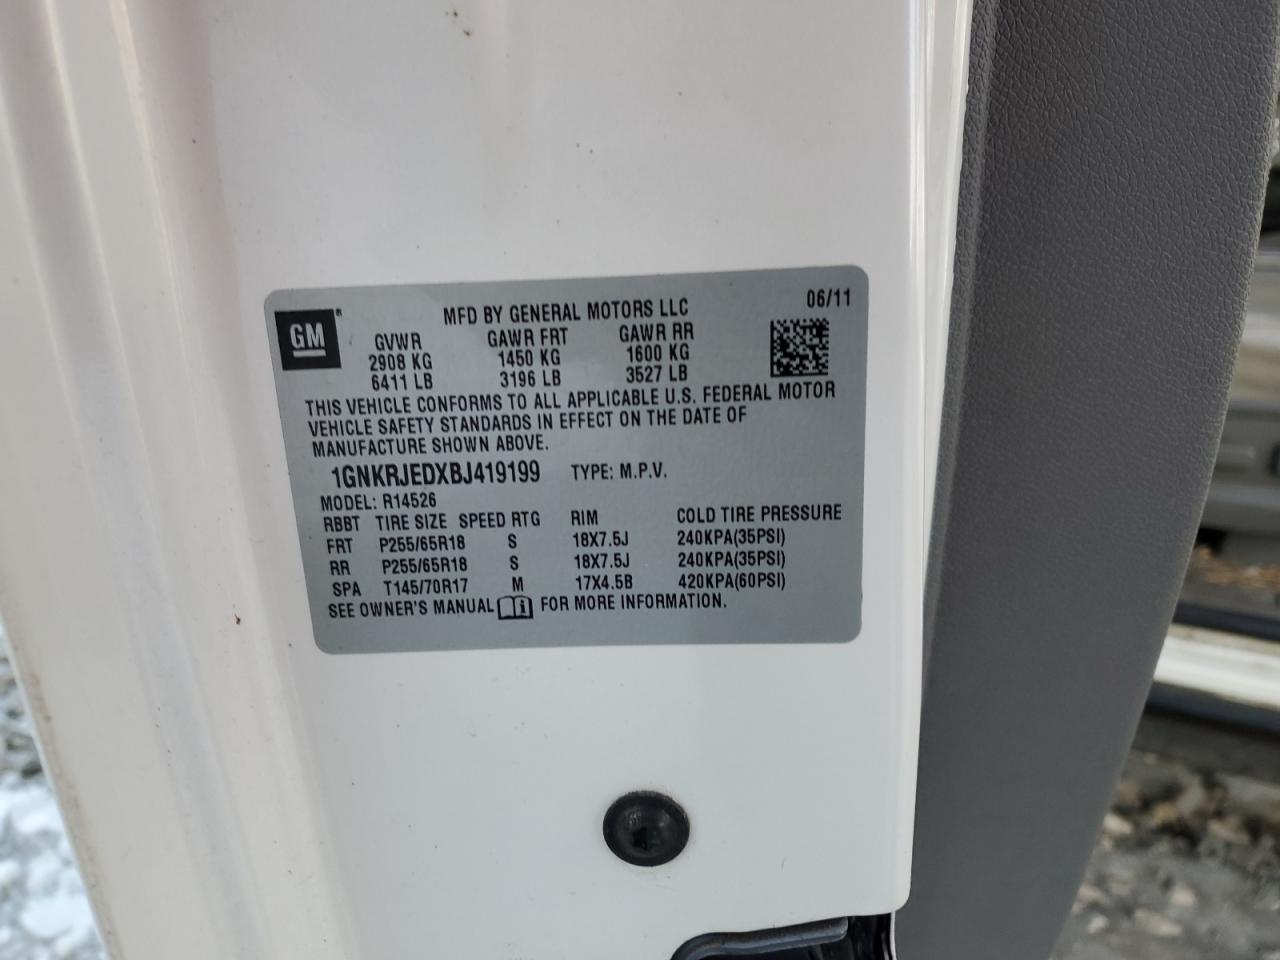 GM
MFD BY GENERAL MOTORS LLC 06/11
GVWR GAWR FRT GAWR RR
2908 KG 1450 KG 1600 KG
6411 LB 3196 LB 3527 LB
THIS VEHICLE CONFORMS TO ALL APPLICABLE U.S. FEDERAL MOTOR
VEHICLE SAFETY STANDARDS IN EFFECT ON THE DATE OF
MANUFACTURE SHOWN ABOVE.
1GNKRJEDXBJ419199 TYPE: M.P.V.
MODEL: R14526
RBBT TIRE SIZE SPEED RTG RIM COLD TIRE PRESSURE
FRT P255/65R18 S 18X7.5J 240KPA(35PSI)
RR P255/65R18 S 18X7.5J 240KPA(35PSI)
SPA T145/70R17 M 17X4.5B 420KPA(60PSI)
SEE OWNER'S MANUAL FOR MORE INFORMATION.